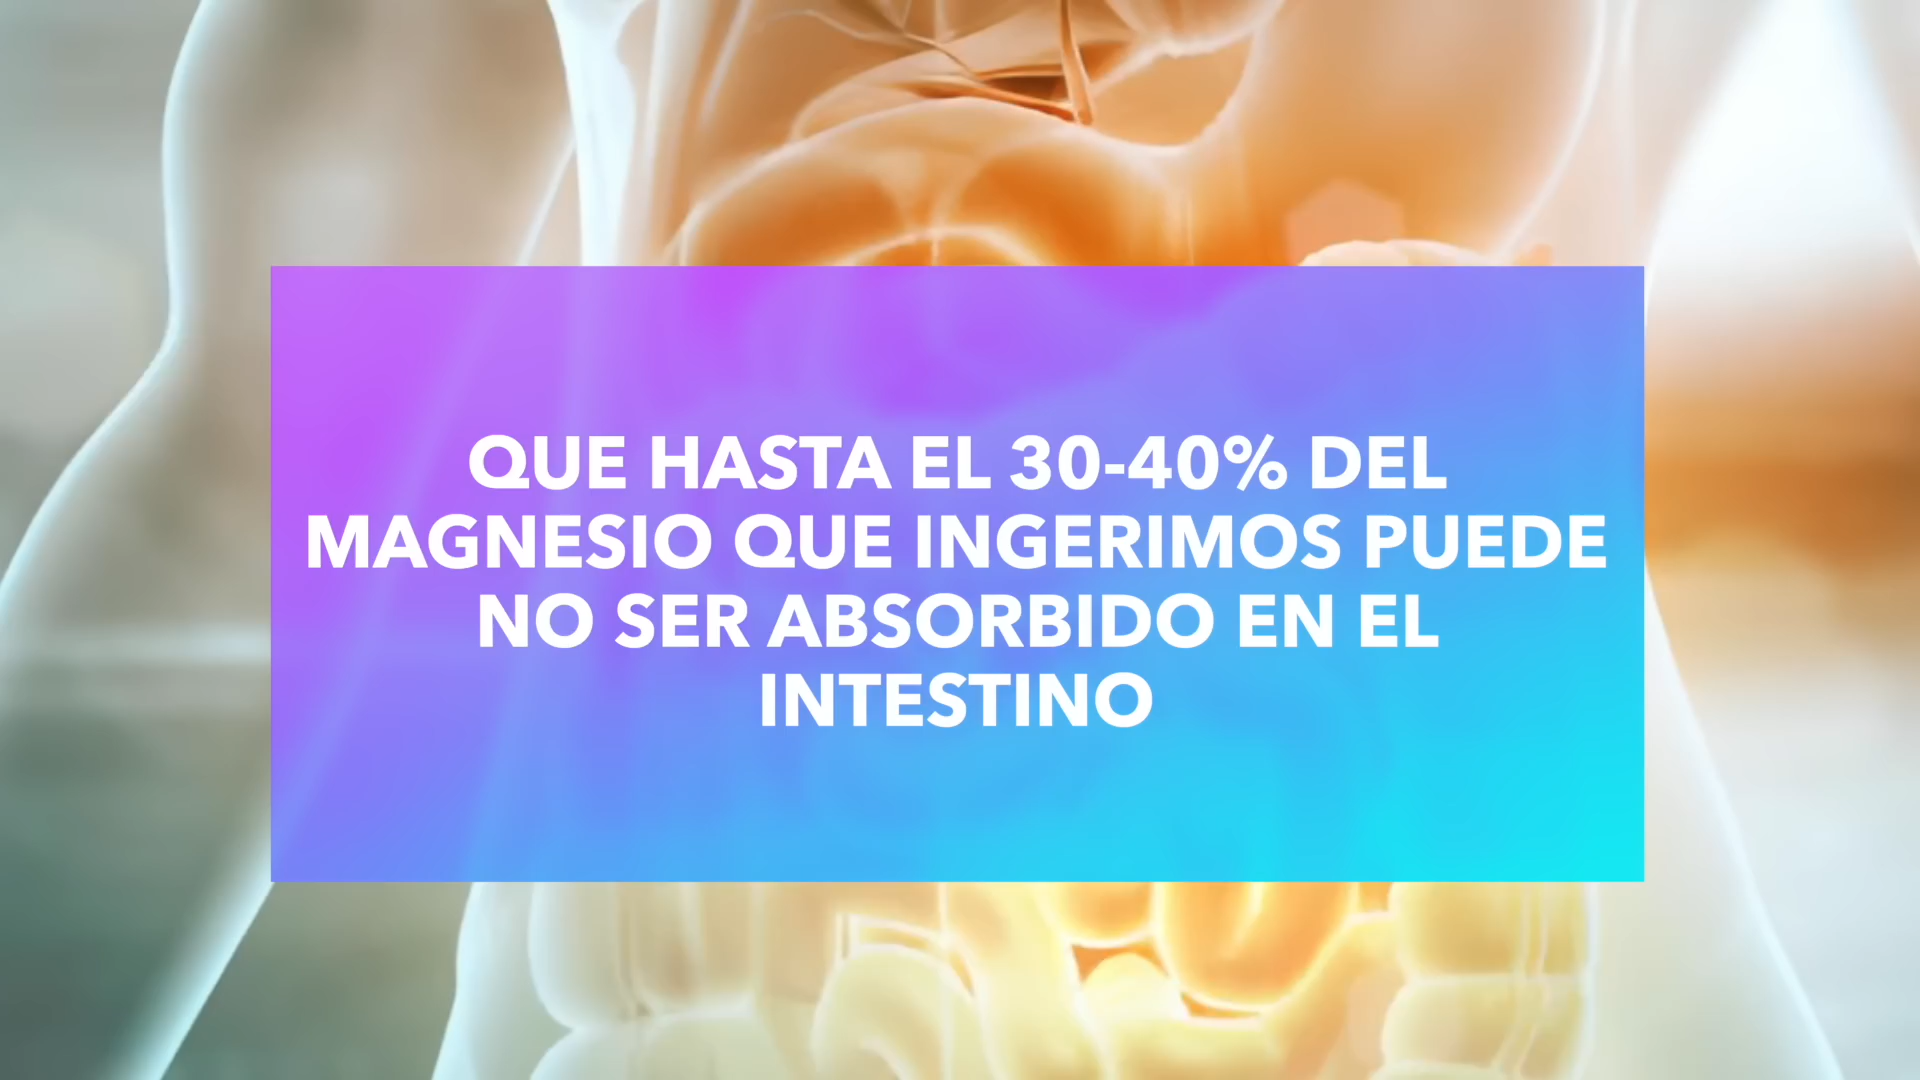 QUE HASTA EL 30-40% DEL
MAGNESIO QUE INGERIMOS PUEDE
NO SER ABSORBIDO EN EL
INTESTINO